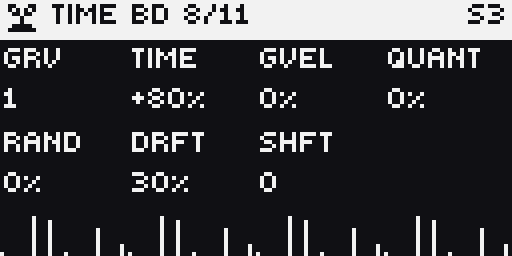 TIME BD 8/11 S3
GRV TIME GVEL QUANT
1 +80% 0% 0%
RAND DRFT SHFT
0% 30% 0